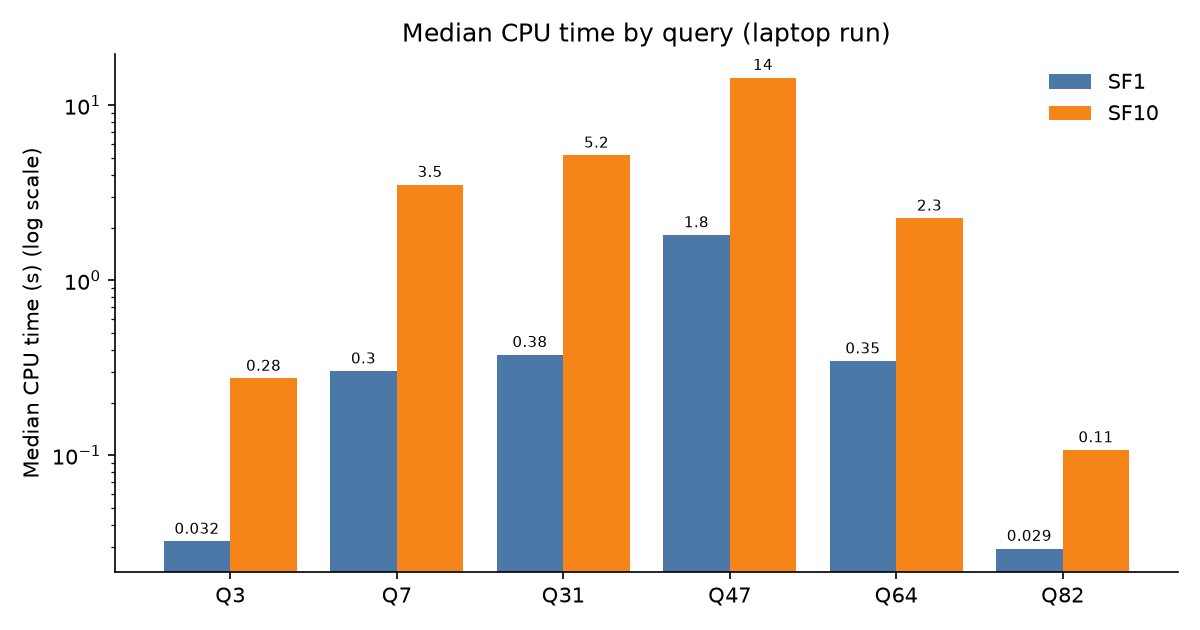 Median CPU time by query (laptop run)
SF1
SF10
Median CPU time (s) (log scale)
10¹
10⁰
10⁻¹
0.032
0.28
0.3
3.5
0.38
5.2
1.8
14
0.35
2.3
0.029
0.11
Q3
Q7
Q31
Q47
Q64
Q82